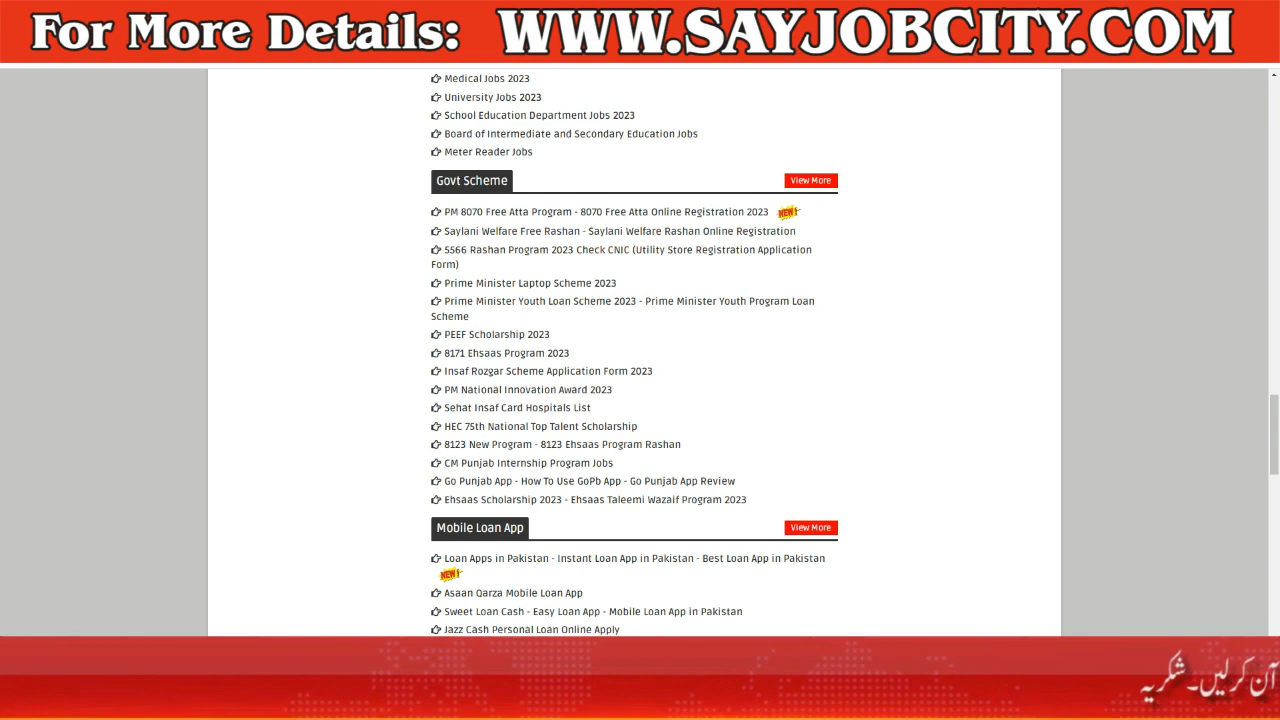 For More Details: WWW.SAYJOBCITY.COM
Medical Jobs 2023
University Jobs 2023
School Education Department Jobs 2023
Board of Intermediate and Secondary Education Jobs
Meter Reader Jobs
Govt Scheme View More
PM 8070 Free Atta Program - 8070 Free Atta Online Registration 2023 NEW!
Saylani Welfare Free Rashan - Saylani Welfare Rashan Online Registration
5566 Rashan Program 2023 Check CNIC (Utility Store Registration Application
Form)
Prime Minister Laptop Scheme 2023
Prime Minister Youth Loan Scheme 2023 - Prime Minister Youth Program Loan
Scheme
PEEF Scholarship 2023
8171 Ehsaas Program 2023
Insaf Rozgar Scheme Application Form 2023
PM National Innovation Award 2023
Sehat Insaf Card Hospitals List
HEC 75th National Top Talent Scholarship
8123 New Program - 8123 Ehsaas Program Rashan
CM Punjab Internship Program Jobs
Go Punjab App - How To Use GoPb App - Go Punjab App Review
Ehsaas Scholarship 2023 - Ehsaas Taleemi Wazaif Program 2023
Mobile Loan App View More
Loan Apps in Pakistan - Instant Loan App in Pakistan - Best Loan App in Pakistan
NEW!
Asaan Qarza Mobile Loan App
Sweet Loan Cash - Easy Loan App - Mobile Loan App in Pakistan
Jazz Cash Personal Loan Online Apply
آن کرلیں۔شکریہ